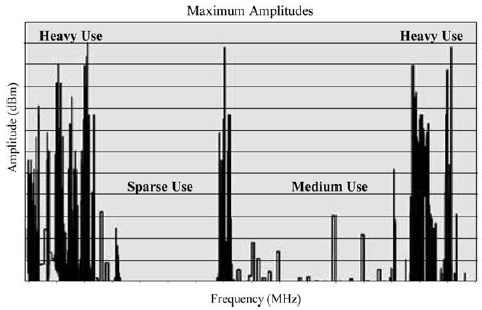 Maximum Amplitudes
Heavy Use
Heavy Use
Amplitude (dBm)
Sparse Use
Medium Use
Frequency (MHz)